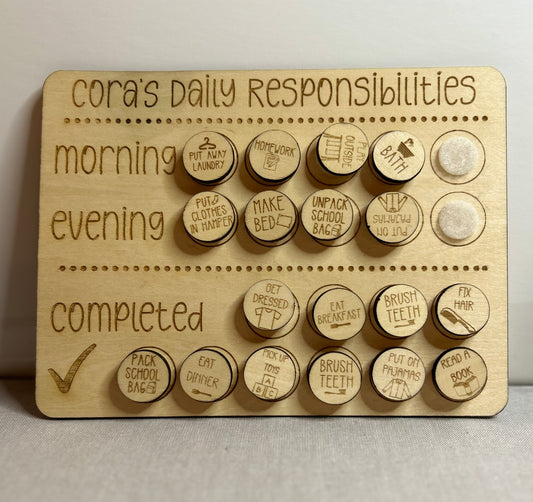 Cora's Daily Responsibilities
morning
PUT AWAY
LAUNDRY
HOMEWORK
PLAY
OUTSIDE
BATH
evening
PUT
CLOTHES
IN HAMPER
MAKE
BED
UNPACK
SCHOOL
BAG
PUT ON
PAJAMAS
completed
GET
DRESSED
EAT
BREAKFAST
BRUSH
TEETH
FIX
HAIR
PACK
SCHOOL
BAG
EAT
DINNER
PICK UP
TOYS
A
B C
BRUSH
TEETH
PUT ON
PAJAMAS
READ A
BOOK